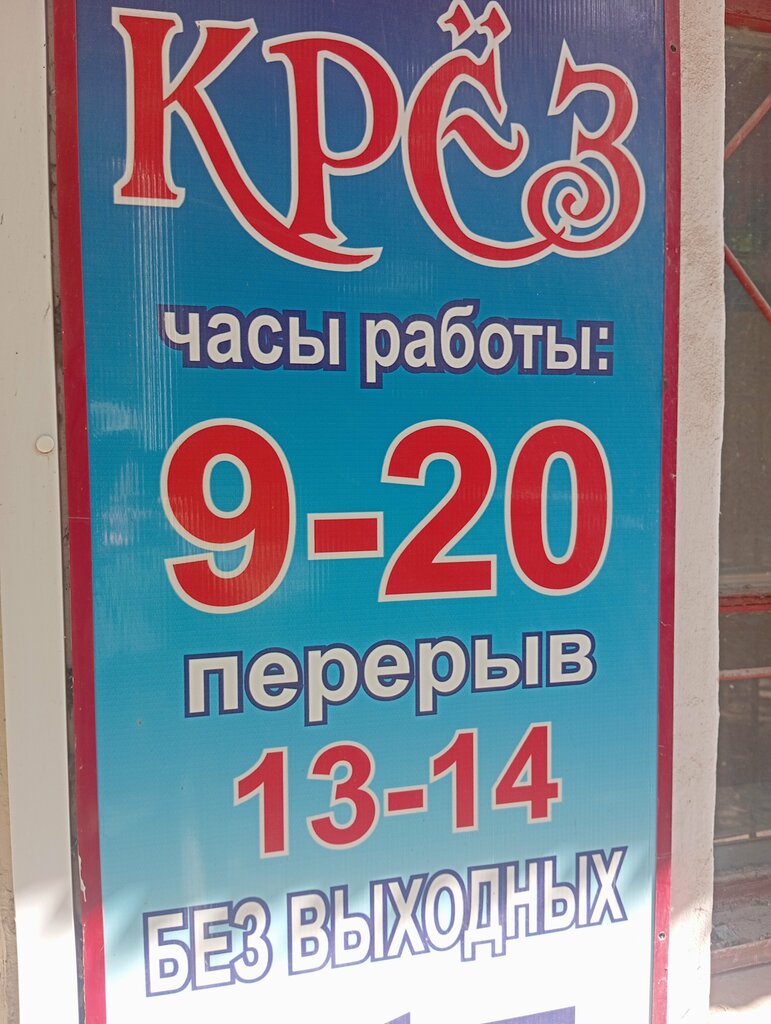 КРЁЗ
часы работы:
9-20
перерыв
13-14
БЕЗ ВЫХОДНЫХ